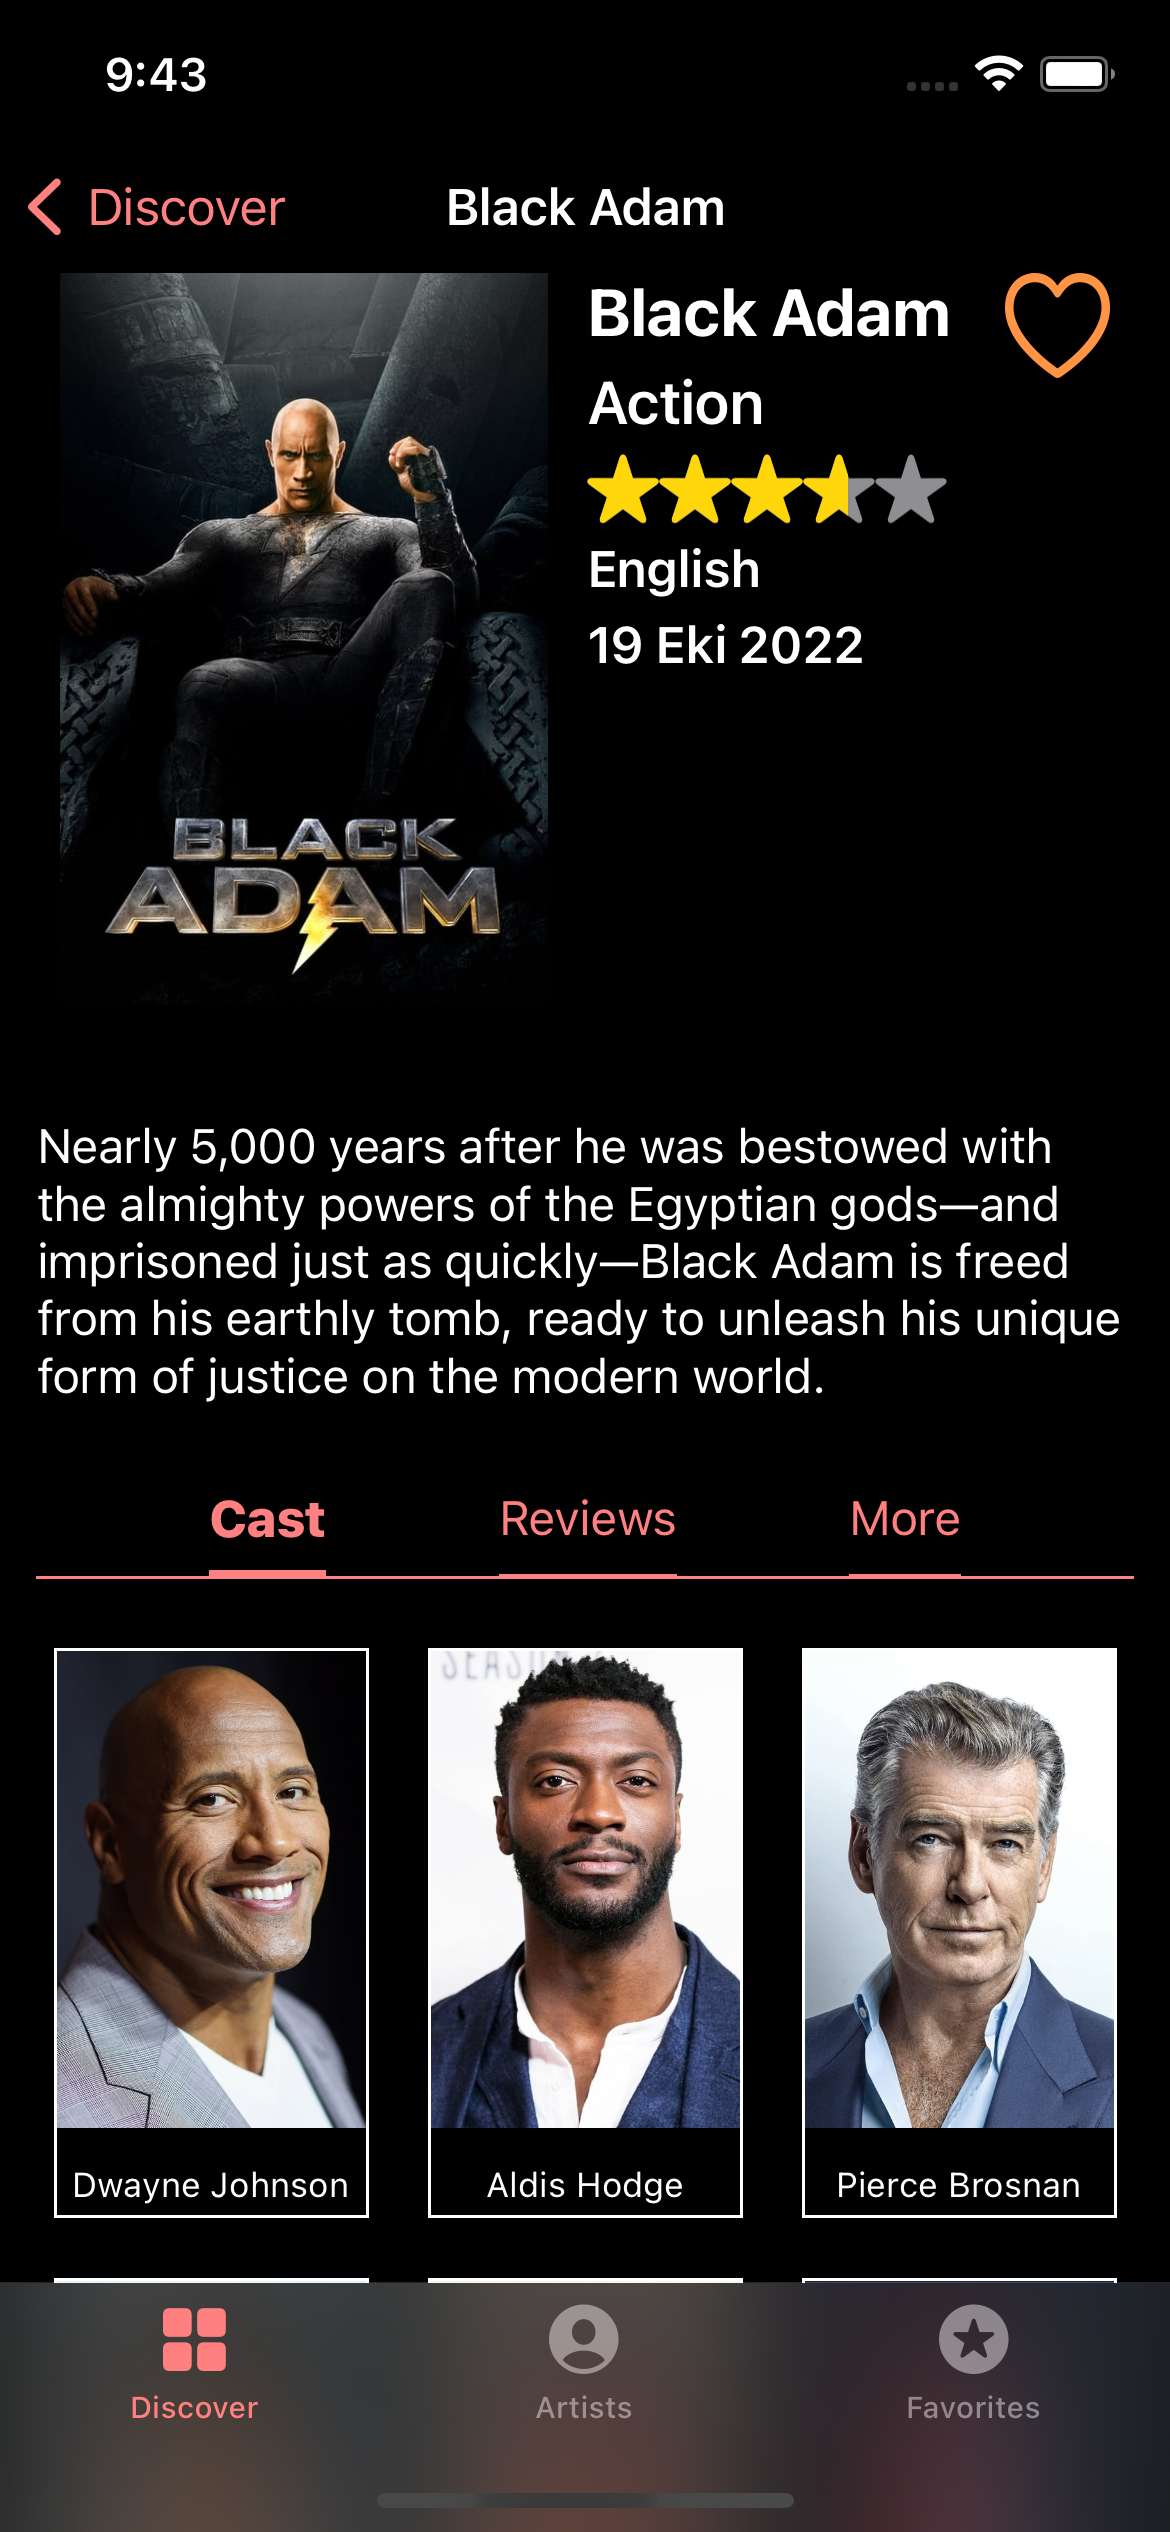 9:43
Discover
Black Adam
Black Adam
Action
English
19 Eki 2022
BLACK
ADAM
Nearly 5,000 years after he was bestowed with
the almighty powers of the Egyptian gods—and
imprisoned just as quickly—Black Adam is freed
from his earthly tomb, ready to unleash his unique
form of justice on the modern world.
Cast
Reviews
More
Dwayne Johnson
Aldis Hodge
Pierce Brosnan
Discover
Artists
Favorites